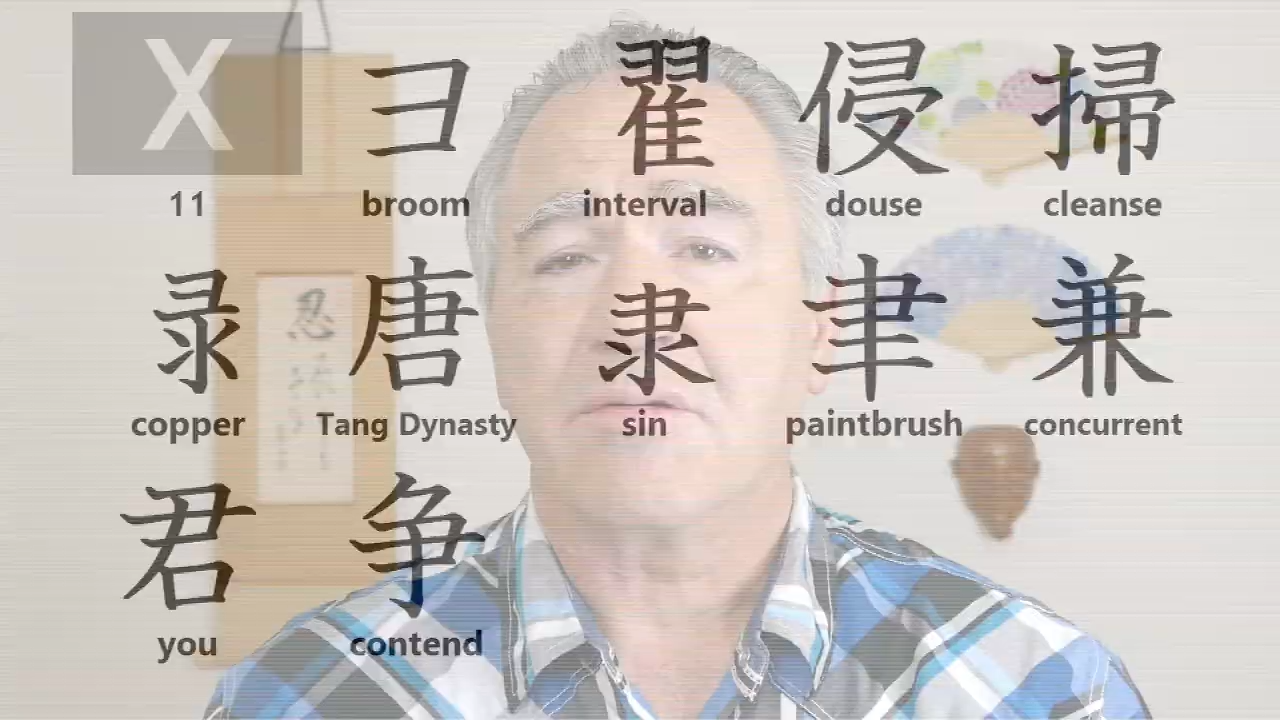 X ヨ 翟 侵 掃
11 broom interval douse cleanse
录 唐 隶 聿 兼
copper Tang Dynasty sin paintbrush concurrent
君 争
you contend
忍